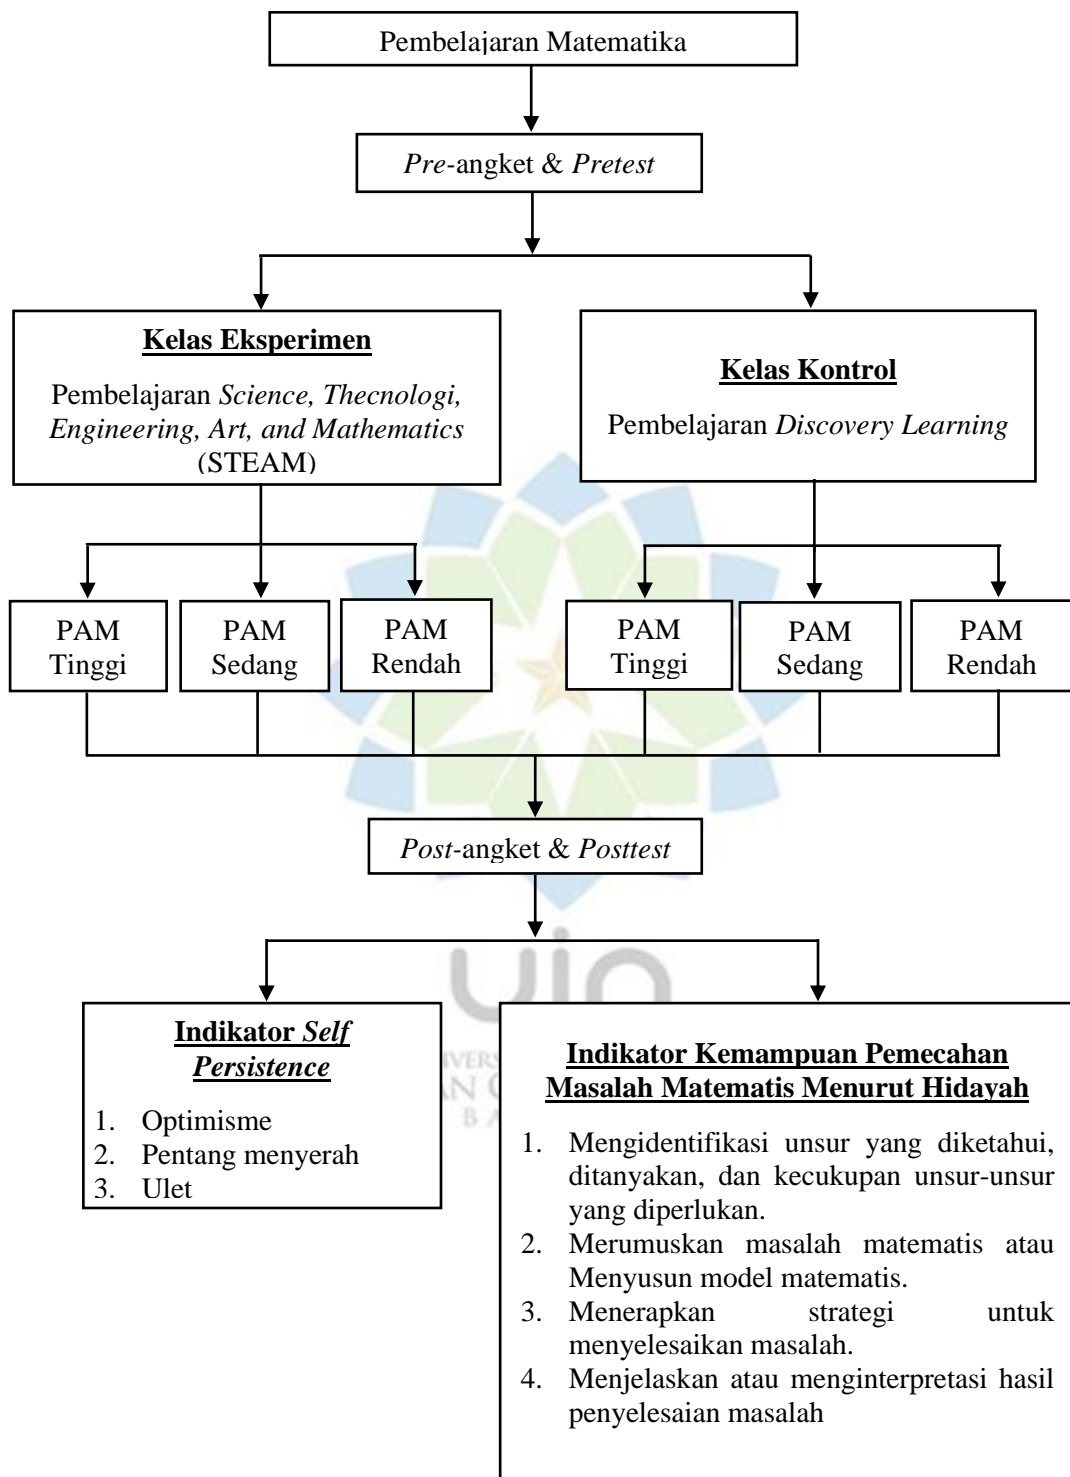 Pembelajaran Matematika
Pre-angket & Pretest
Kelas Eksperimen
Pembelajaran Science, Thecnologi,
Engineering, Art, and Mathematics
(STEAM)
Kelas Kontrol
Pembelajaran Discovery Learning
PAM
Tinggi
PAM
Sedang
PAM
Rendah
PAM
Tinggi
PAM
Sedang
PAM
Rendah
Post-angket & Posttest
uin
Indikator Self
Persistence
1. Optimisme
2. Pentang menyerah
3. Ulet
Indikator Kemampuan Pemecahan
Masalah Matematis Menurut Hidayah
1. Mengidentifikasi unsur yang diketahui,
ditanyakan, dan kecukupan unsur-unsur
yang diperlukan.
2. Merumuskan masalah matematis atau
Menyusun model matematis.
3. Menerapkan strategi untuk
menyelesaikan masalah.
4. Menjelaskan atau menginterpretasi hasil
penyelesaian masalah